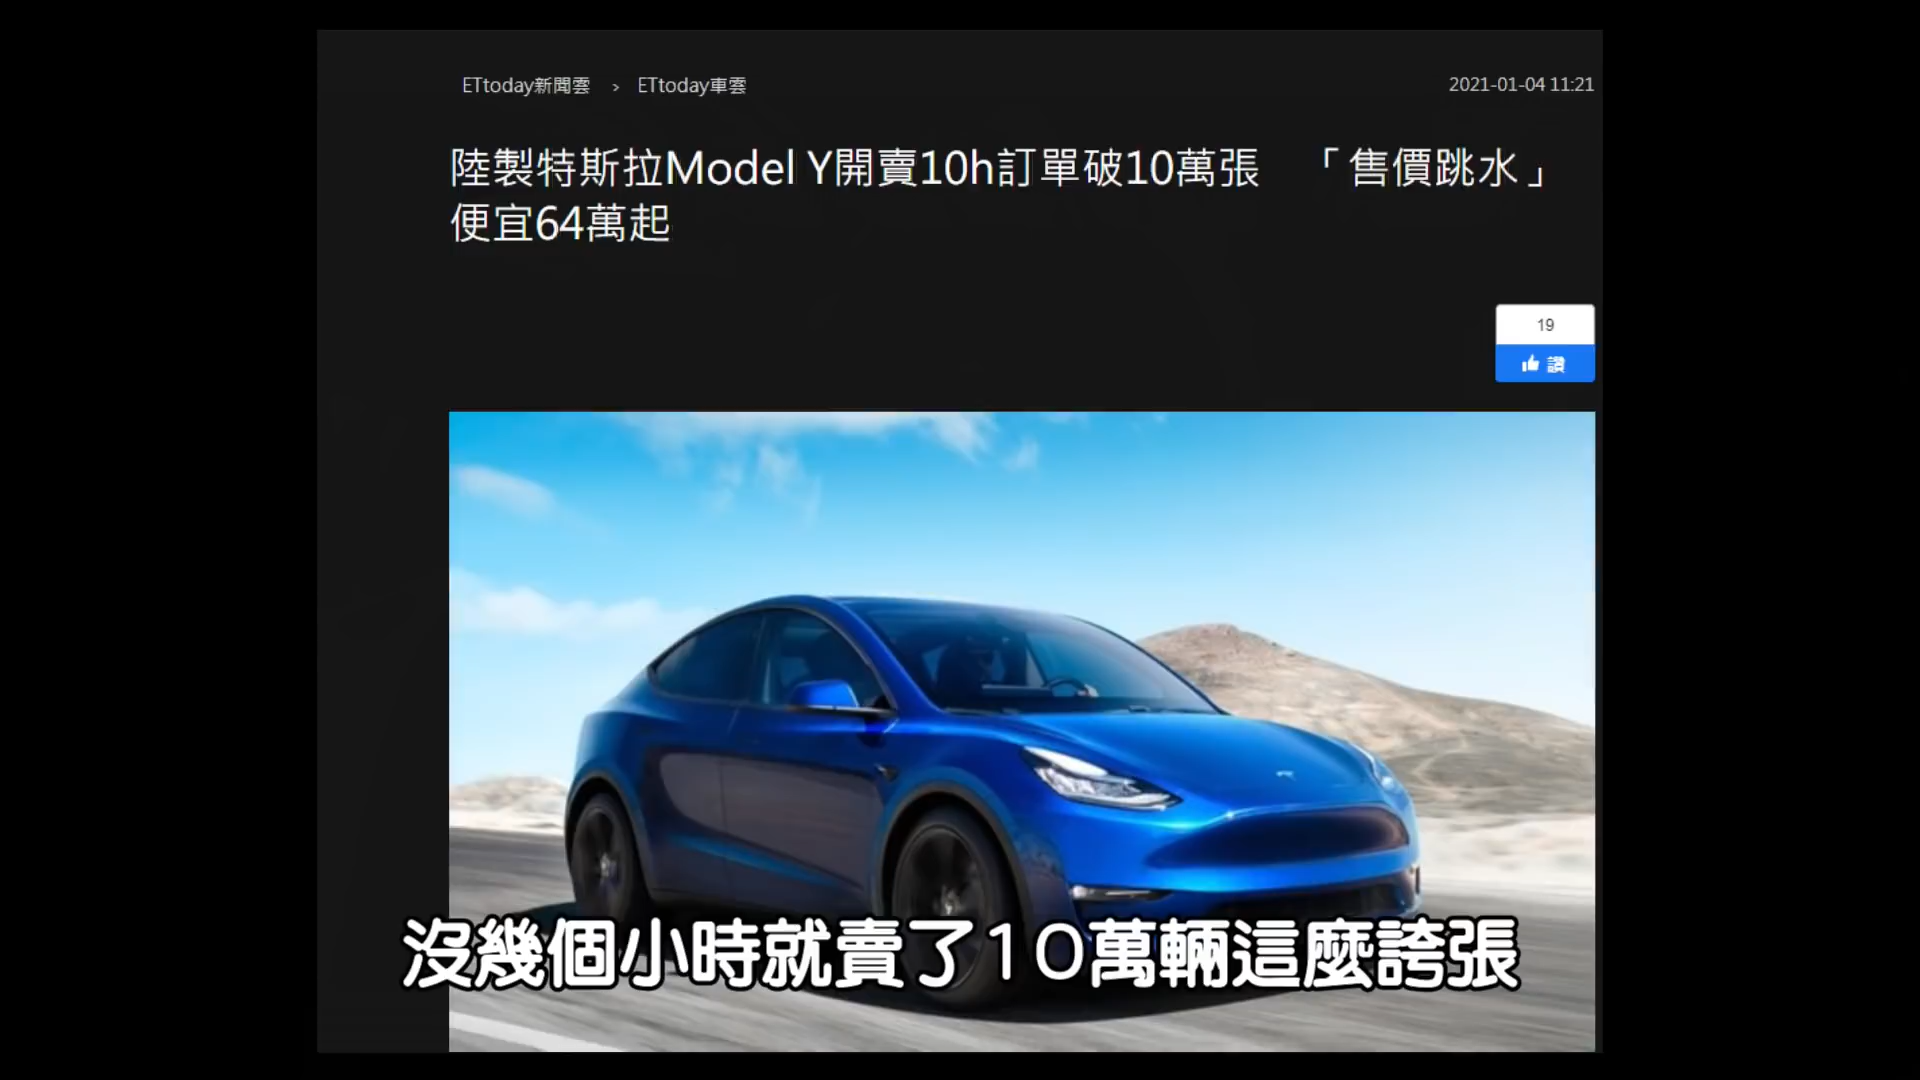 ETtoday新聞雲 › ETtoday車雲
2021-01-04 11:21
陸製特斯拉Model Y開賣10h訂單破10萬張 「售價跳水」
便宜64萬起
19
讚
沒幾個小時就賣了10萬輛這麼誇張